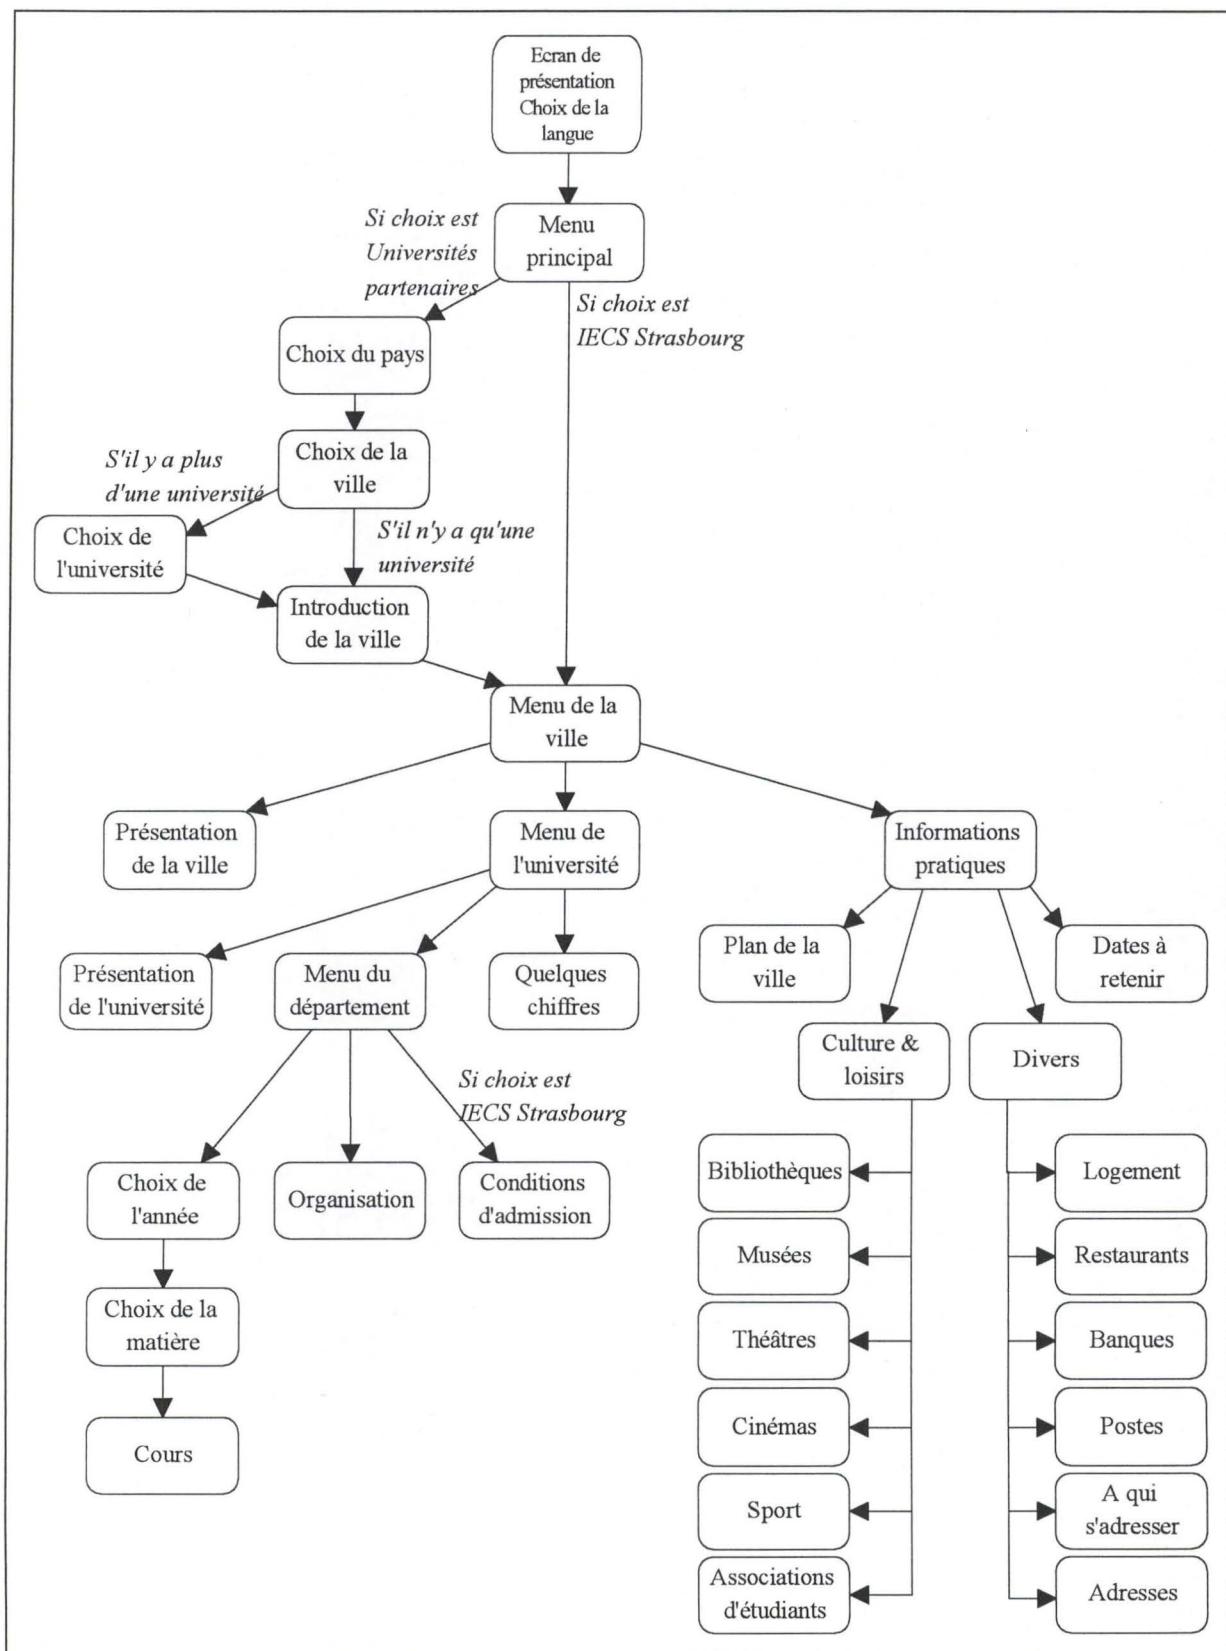 Ecran de
présentation
Choix de la
langue
Menu
principal
Si choix est
Universités
partenaires
Si choix est
IECS Strasbourg
Choix du pays
Choix de la
ville
S'il y a plus
d'une université
S'il n'y a qu'une
université
Choix de
l'université
Introduction
de la ville
Menu de la
ville
Présentation
de la ville
Menu de
l'université
Informations
pratiques
Présentation
de l'université
Menu du
département
Quelques
chiffres
Plan de la
ville
Dates à
retenir
Culture &
loisirs
Divers
Si choix est
IECS Strasbourg
Choix de
l'année
Organisation
Conditions
d'admission
Choix de la
matière
Cours
Bibliothèques
Musées
Théâtres
Cinémas
Sport
Associations
d'étudiants
Logement
Restaurants
Banques
Postes
A qui
s'adresser
Adresses